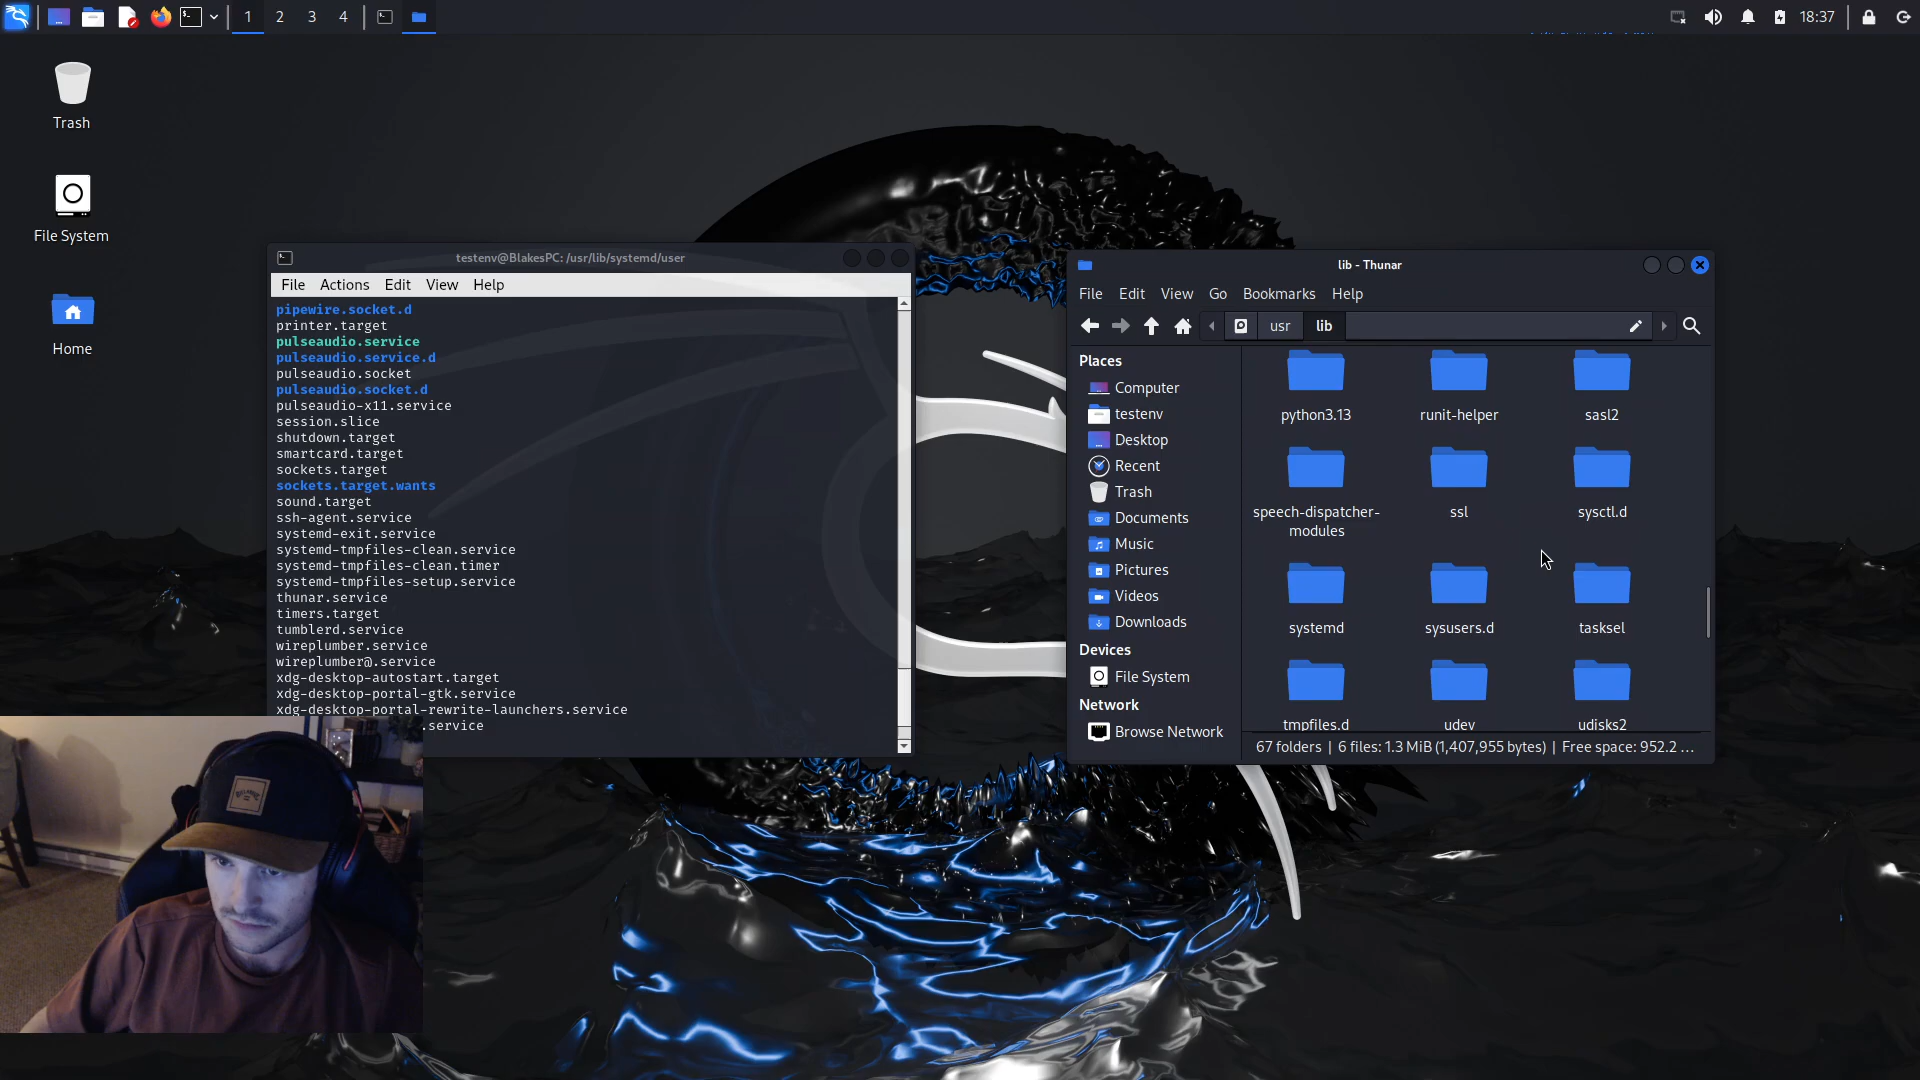 1
2
3
4
18:37
Trash
File System
Home
testenv@BlakesPC: /usr/lib/systemd/user
File Actions Edit View Help
pipewire.socket.d
printer.target
pulseaudio.service
pulseaudio.service.d
pulseaudio.socket
pulseaudio.socket.d
pulseaudio-x11.service
session.slice
shutdown.target
smartcard.target
sockets.target
sockets.target.wants
sound.target
ssh-agent.service
systemd-exit.service
systemd-tmpfiles-clean.service
systemd-tmpfiles-clean.timer
systemd-tmpfiles-setup.service
thunar.service
timers.target
tumblerd.service
wireplumber.service
wireplumber@.service
xdg-desktop-autostart.target
xdg-desktop-portal-gtk.service
xdg-desktop-portal-rewrite-launchers.service
.service
lib - Thunar
File Edit View Go Bookmarks Help
usr lib
Places
Computer
testenv
Desktop
Recent
Trash
Documents
Music
Pictures
Videos
Downloads
Devices
File System
Network
Browse Network
python3.13
runit-helper
sasl2
speech-dispatcher-
modules
ssl
sysctl.d
systemd
sysusers.d
tasksel
tmpfiles.d
udev
udisks2
67 folders | 6 files: 1.3 MiB (1,407,955 bytes) | Free space: 952.2 ...